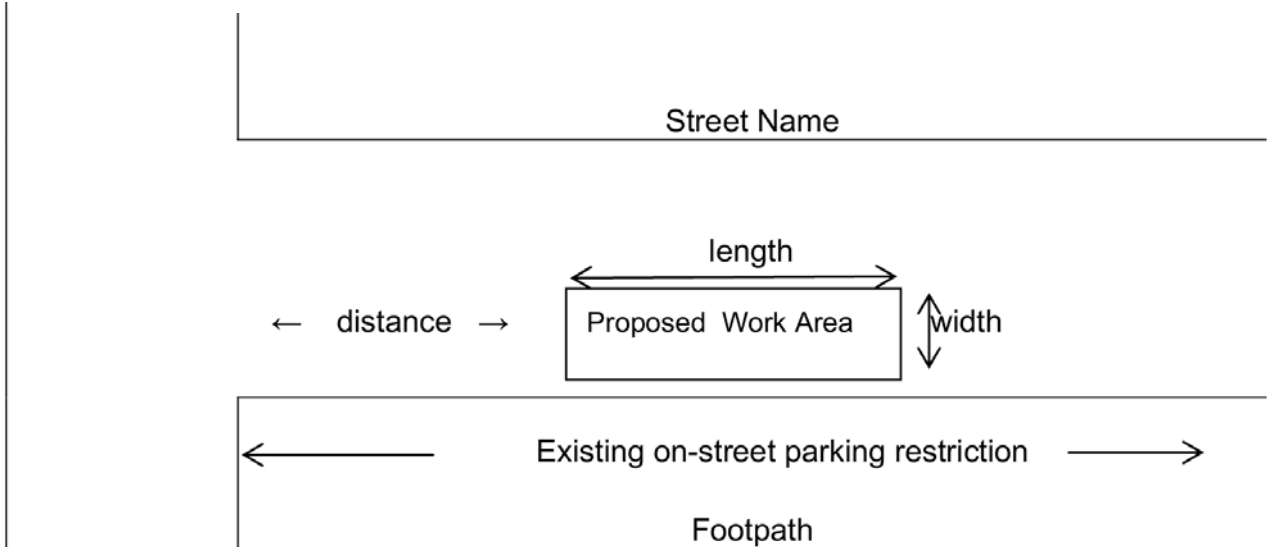 Street Name
length
← distance →
Proposed Work Area
width
Existing on-street parking restriction
Footpath